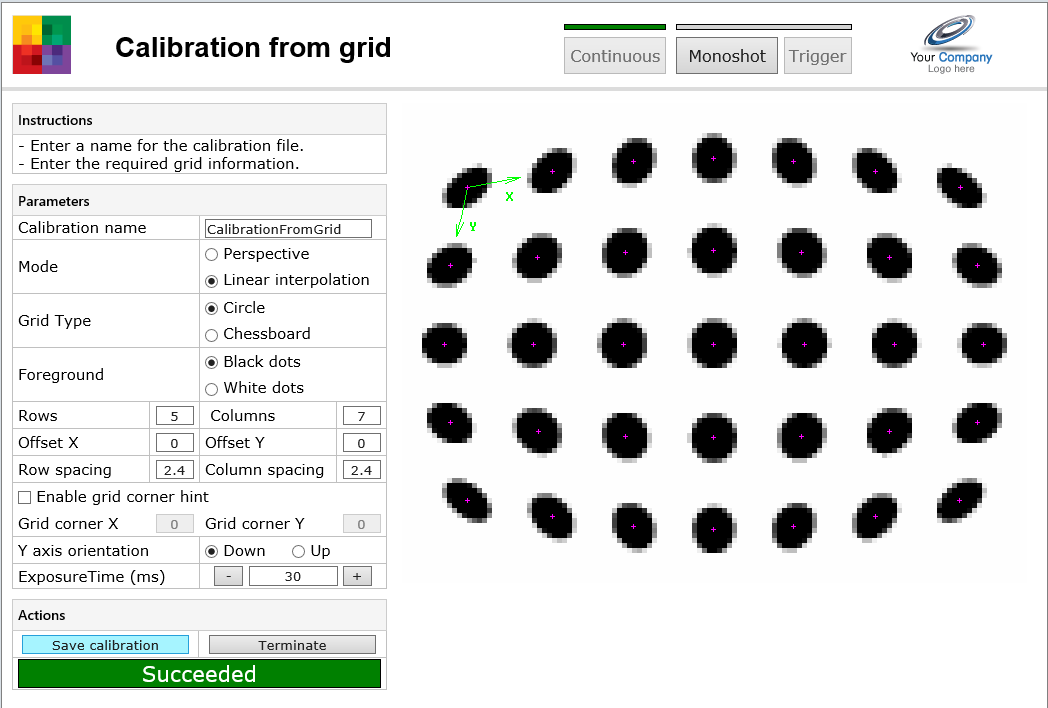 Calibration from grid
Continuous Monoshot Trigger
Your Company
Logo here
Instructions
- Enter a name for the calibration file.
- Enter the required grid information.
Parameters
Calibration name CalibrationFromGrid
Mode Perspective
Linear interpolation
Grid Type Circle
Chessboard
Foreground Black dots
White dots
Rows 5 Columns 7
Offset X 0 Offset Y 0
Row spacing 2.4 Column spacing 2.4
Enable grid corner hint
Grid corner X 0 Grid corner Y 0
Y axis orientation Down Up
ExposureTime (ms) - 30 +
Actions
Save calibration Terminate
Succeeded
X
Y